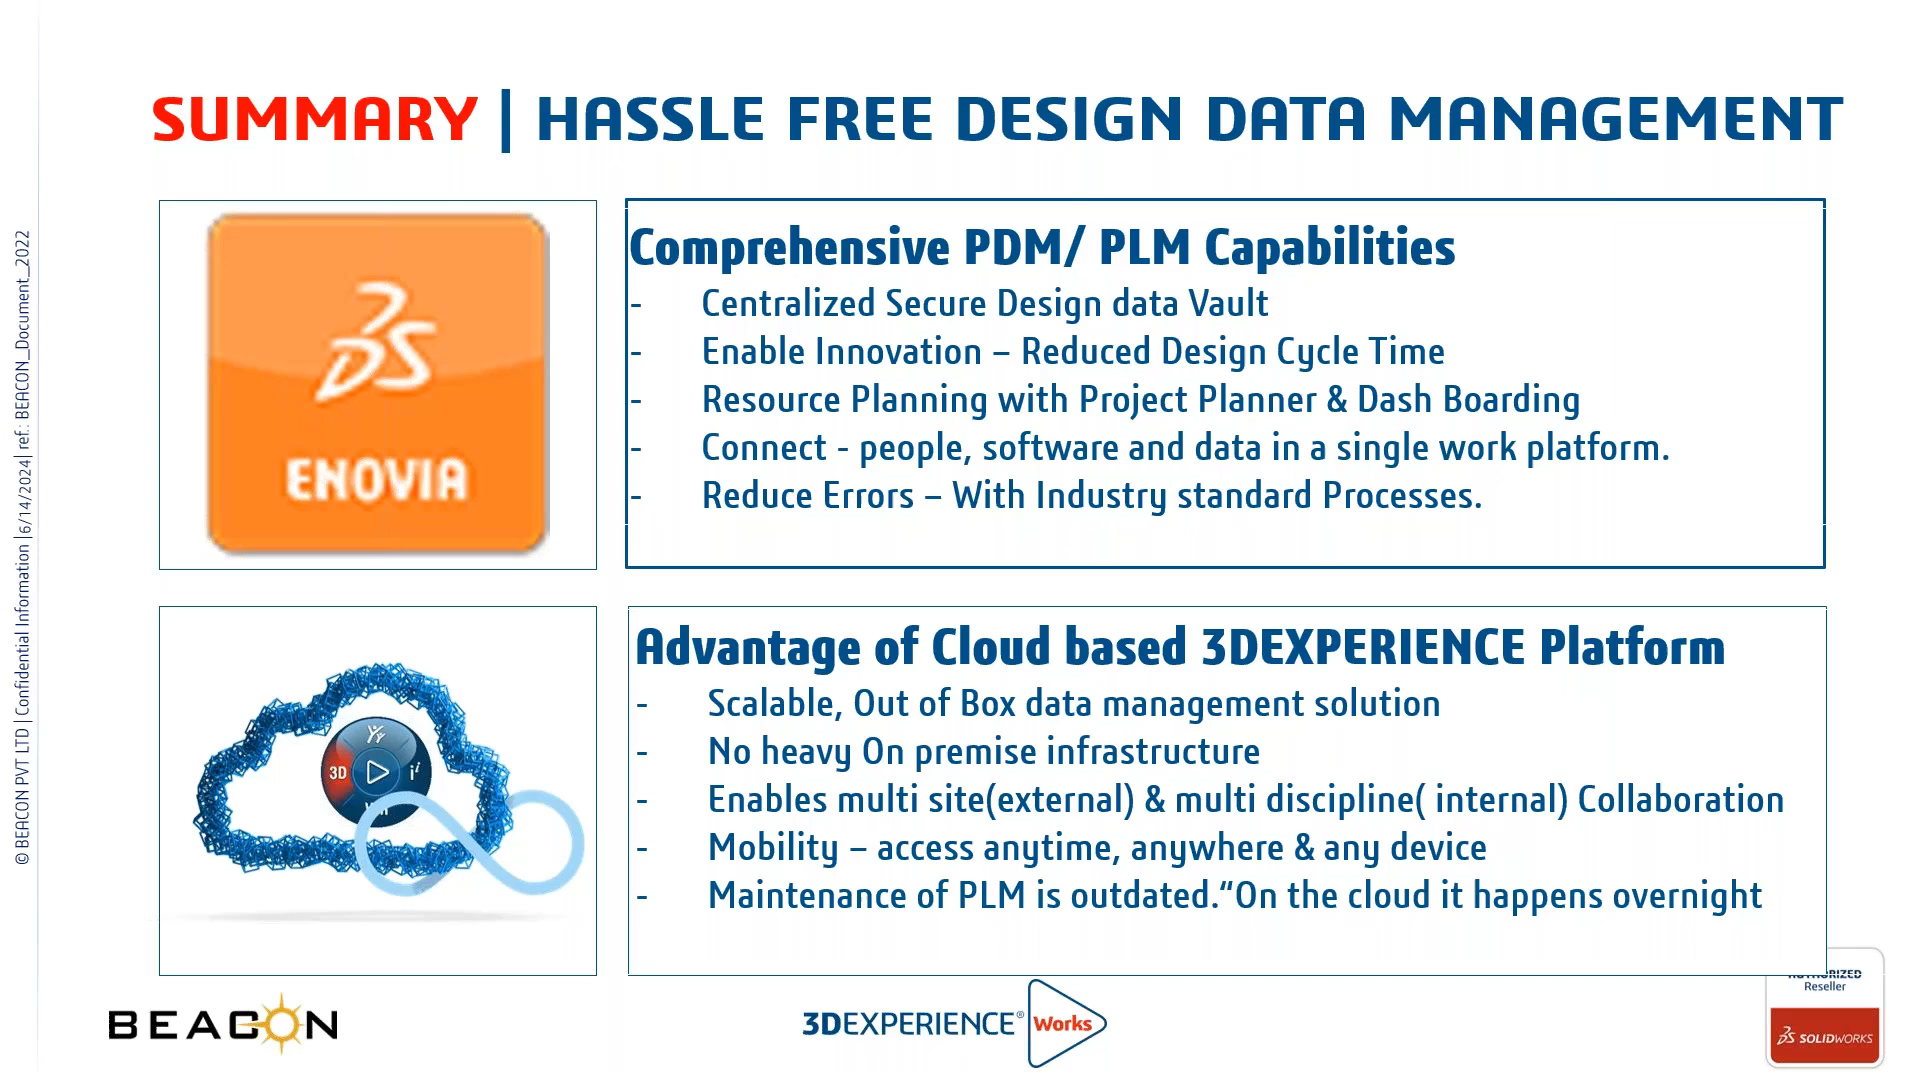 SUMMARY | HASSLE FREE DESIGN DATA MANAGEMENT
ENOVIA
Comprehensive PDM/ PLM Capabilities
- Centralized Secure Design data Vault
- Enable Innovation – Reduced Design Cycle Time
- Resource Planning with Project Planner & Dash Boarding
- Connect - people, software and data in a single work platform.
- Reduce Errors – With Industry standard Processes.
3D
Advantage of Cloud based 3DEXPERIENCE Platform
- Scalable, Out of Box data management solution
- No heavy On premise infrastructure
- Enables multi site(external) & multi discipline( internal) Collaboration
- Mobility – access anytime, anywhere & any device
- Maintenance of PLM is outdated.“On the cloud it happens overnight
© BEACON PVT LTD | Confidential Information | 6/14/2024| ref.: BEACON_Document_2022
BEACON
3DEXPERIENCE® Works
AUTHORIZED
Reseller
SOLIDWORKS